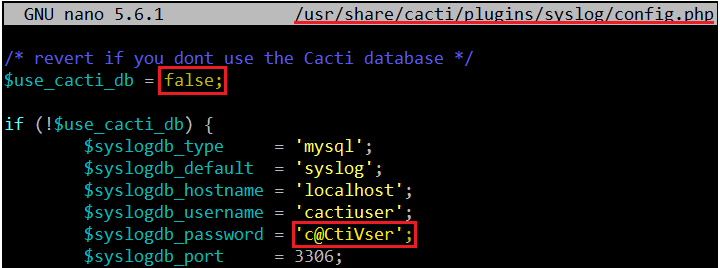 GNU nano 5.6.1 /usr/share/cacti/plugins/syslog/config.php
/* revert if you dont use the Cacti database */
$use_cacti_db = false;
if (!$use_cacti_db) {
$syslogdb_type = 'mysql';
$syslogdb_default = 'syslog';
$syslogdb_hostname = 'localhost';
$syslogdb_username = 'cactiuser';
$syslogdb_password = 'c@CtiVser';
$syslogdb_port = 3306;